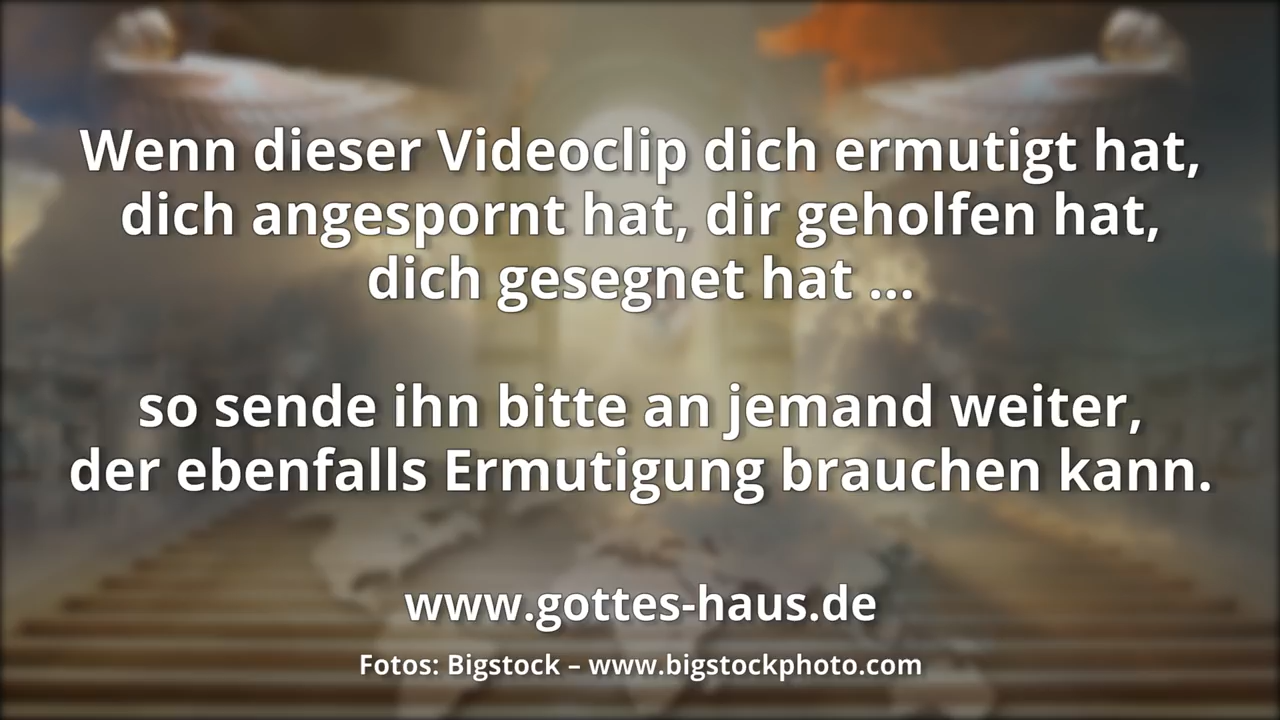 Wenn dieser Videoclip dich ermutigt hat,
dich angespornt hat, dir geholfen hat,
dich gesegnet hat ...
so sende ihn bitte an jemand weiter,
der ebenfalls Ermutigung brauchen kann.
www.gottes-haus.de
Fotos: Bigstock – www.bigstockphoto.com